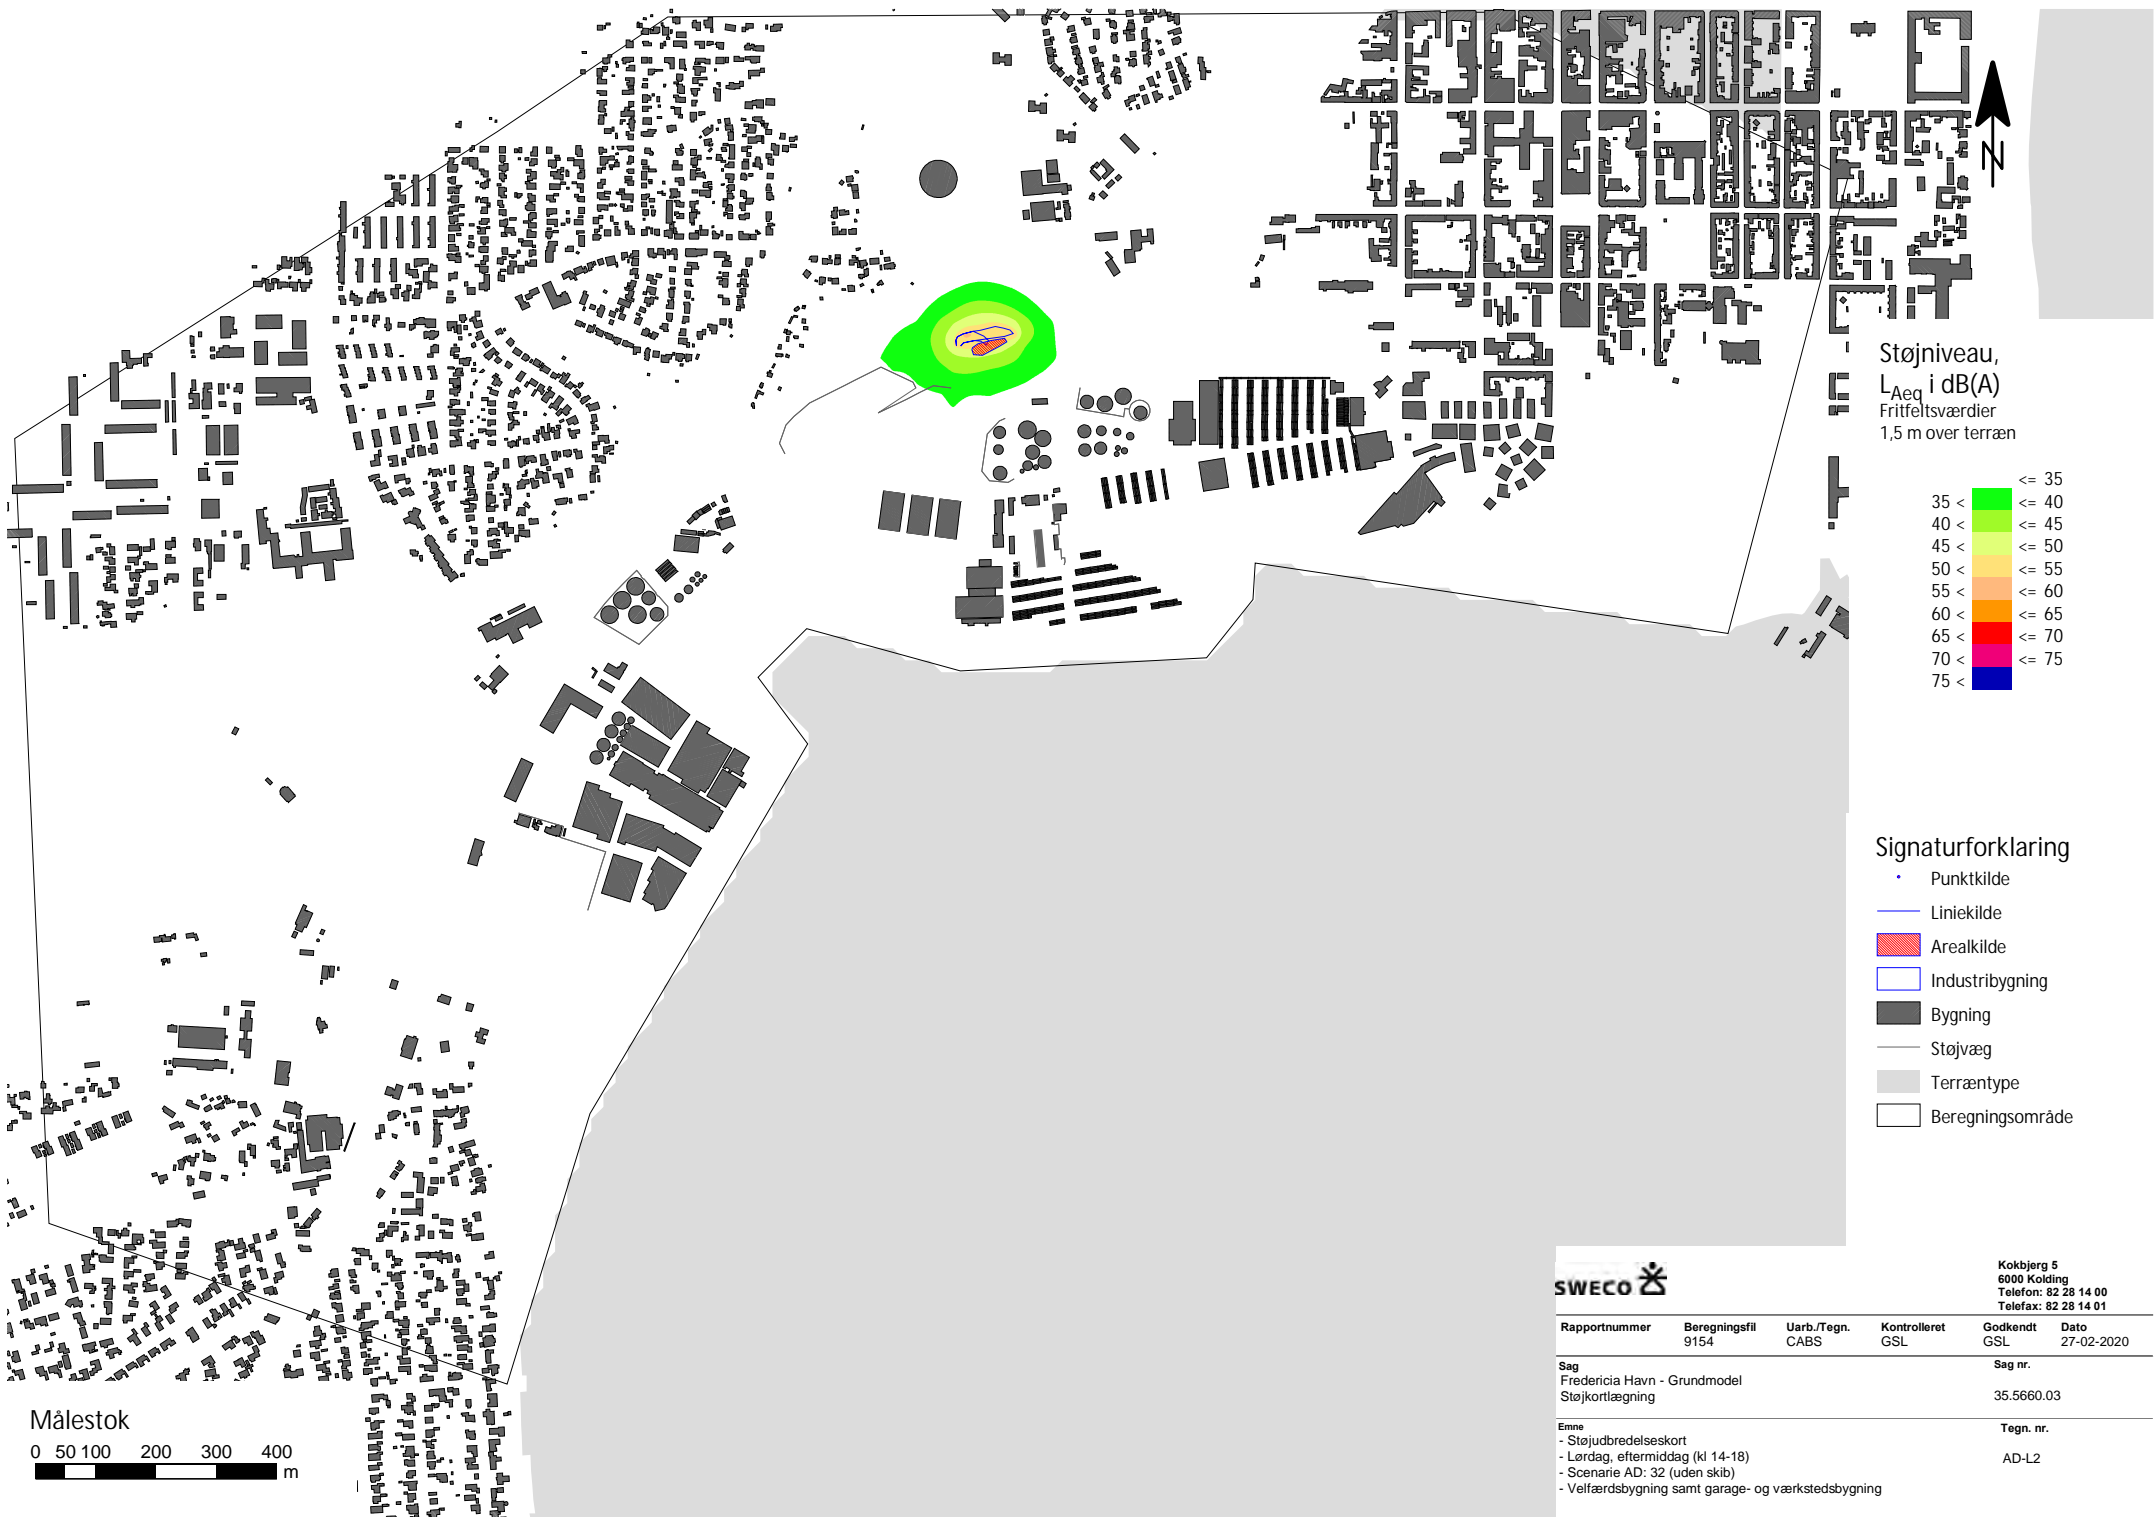 N
Støjniveau,
LAeq i dB(A)
Fritfeltsværdier
1,5 m over terræn
<= 35
35 < <= 40
40 < <= 45
45 < <= 50
50 < <= 55
55 < <= 60
60 < <= 65
65 < <= 70
70 < <= 75
75 <
Signaturforklaring
Punktkilde
Liniekilde
Arealkilde
Industribygning
Bygning
Støjvæg
Terræntype
Beregningsområde
Målestok
0 50 100 200 300 400
m
SWECO
Kokbjerg 5
6000 Kolding
Telefon: 82 28 14 00
Telefax: 82 28 14 01
Rapportnummer Beregningsfil Uarb./Tegn. Kontrolleret Godkendt Dato
9154 CABS GSL GSL 27-02-2020
Sag Sag nr.
Fredericia Havn - Grundmodel
Støjkortlægning 35.5660.03
Emne Tegn. nr.
- Støjudbredelseskort
- Lørdag, eftermiddag (kl 14-18) AD-L2
- Scenarie AD: 32 (uden skib)
- Velfærdsbygning samt garage- og værkstedsbygning